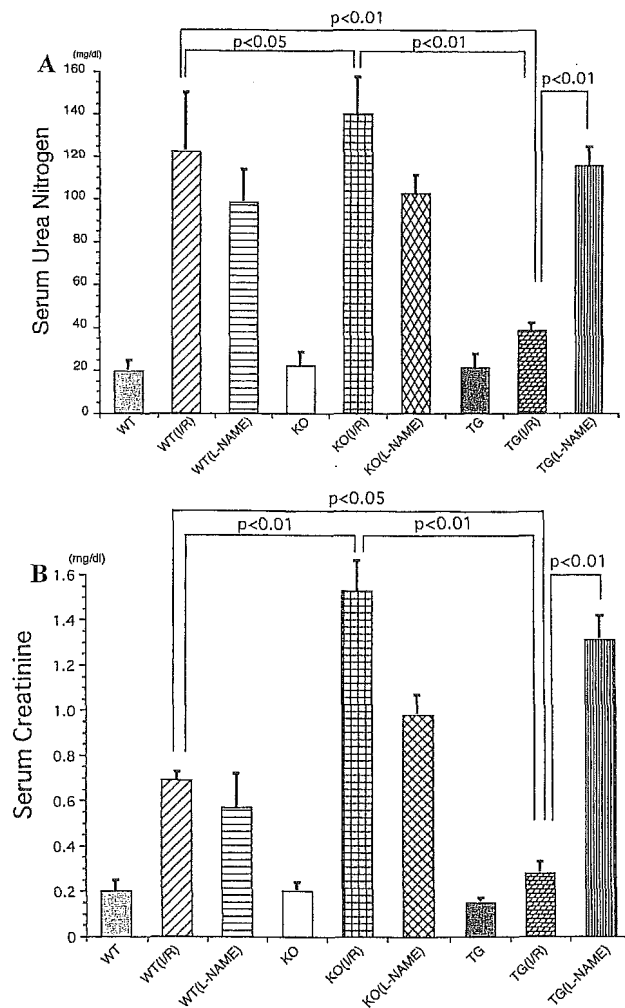 p<0.01
p<0.05 p<0.01
A (mg/dl) p<0.01
Serum Urea Nitrogen
160
140
120
100
80
60
40
20
0
WT WT(I/R) WT(L-NAME) KO KO(I/R) KO(L-NAME) TG TG(I/R) TG(L-NAME)
p<0.05
p<0.01 p<0.01
B (mg/dl) p<0.01
Serum Creatinine
1.6
1.4
1.2
1.0
0.8
0.6
0.4
0.2
0
WT WT(I/R) WT(L-NAME) KO KO(I/R) KO(L-NAME) TG TG(I/R) TG(L-NAME)